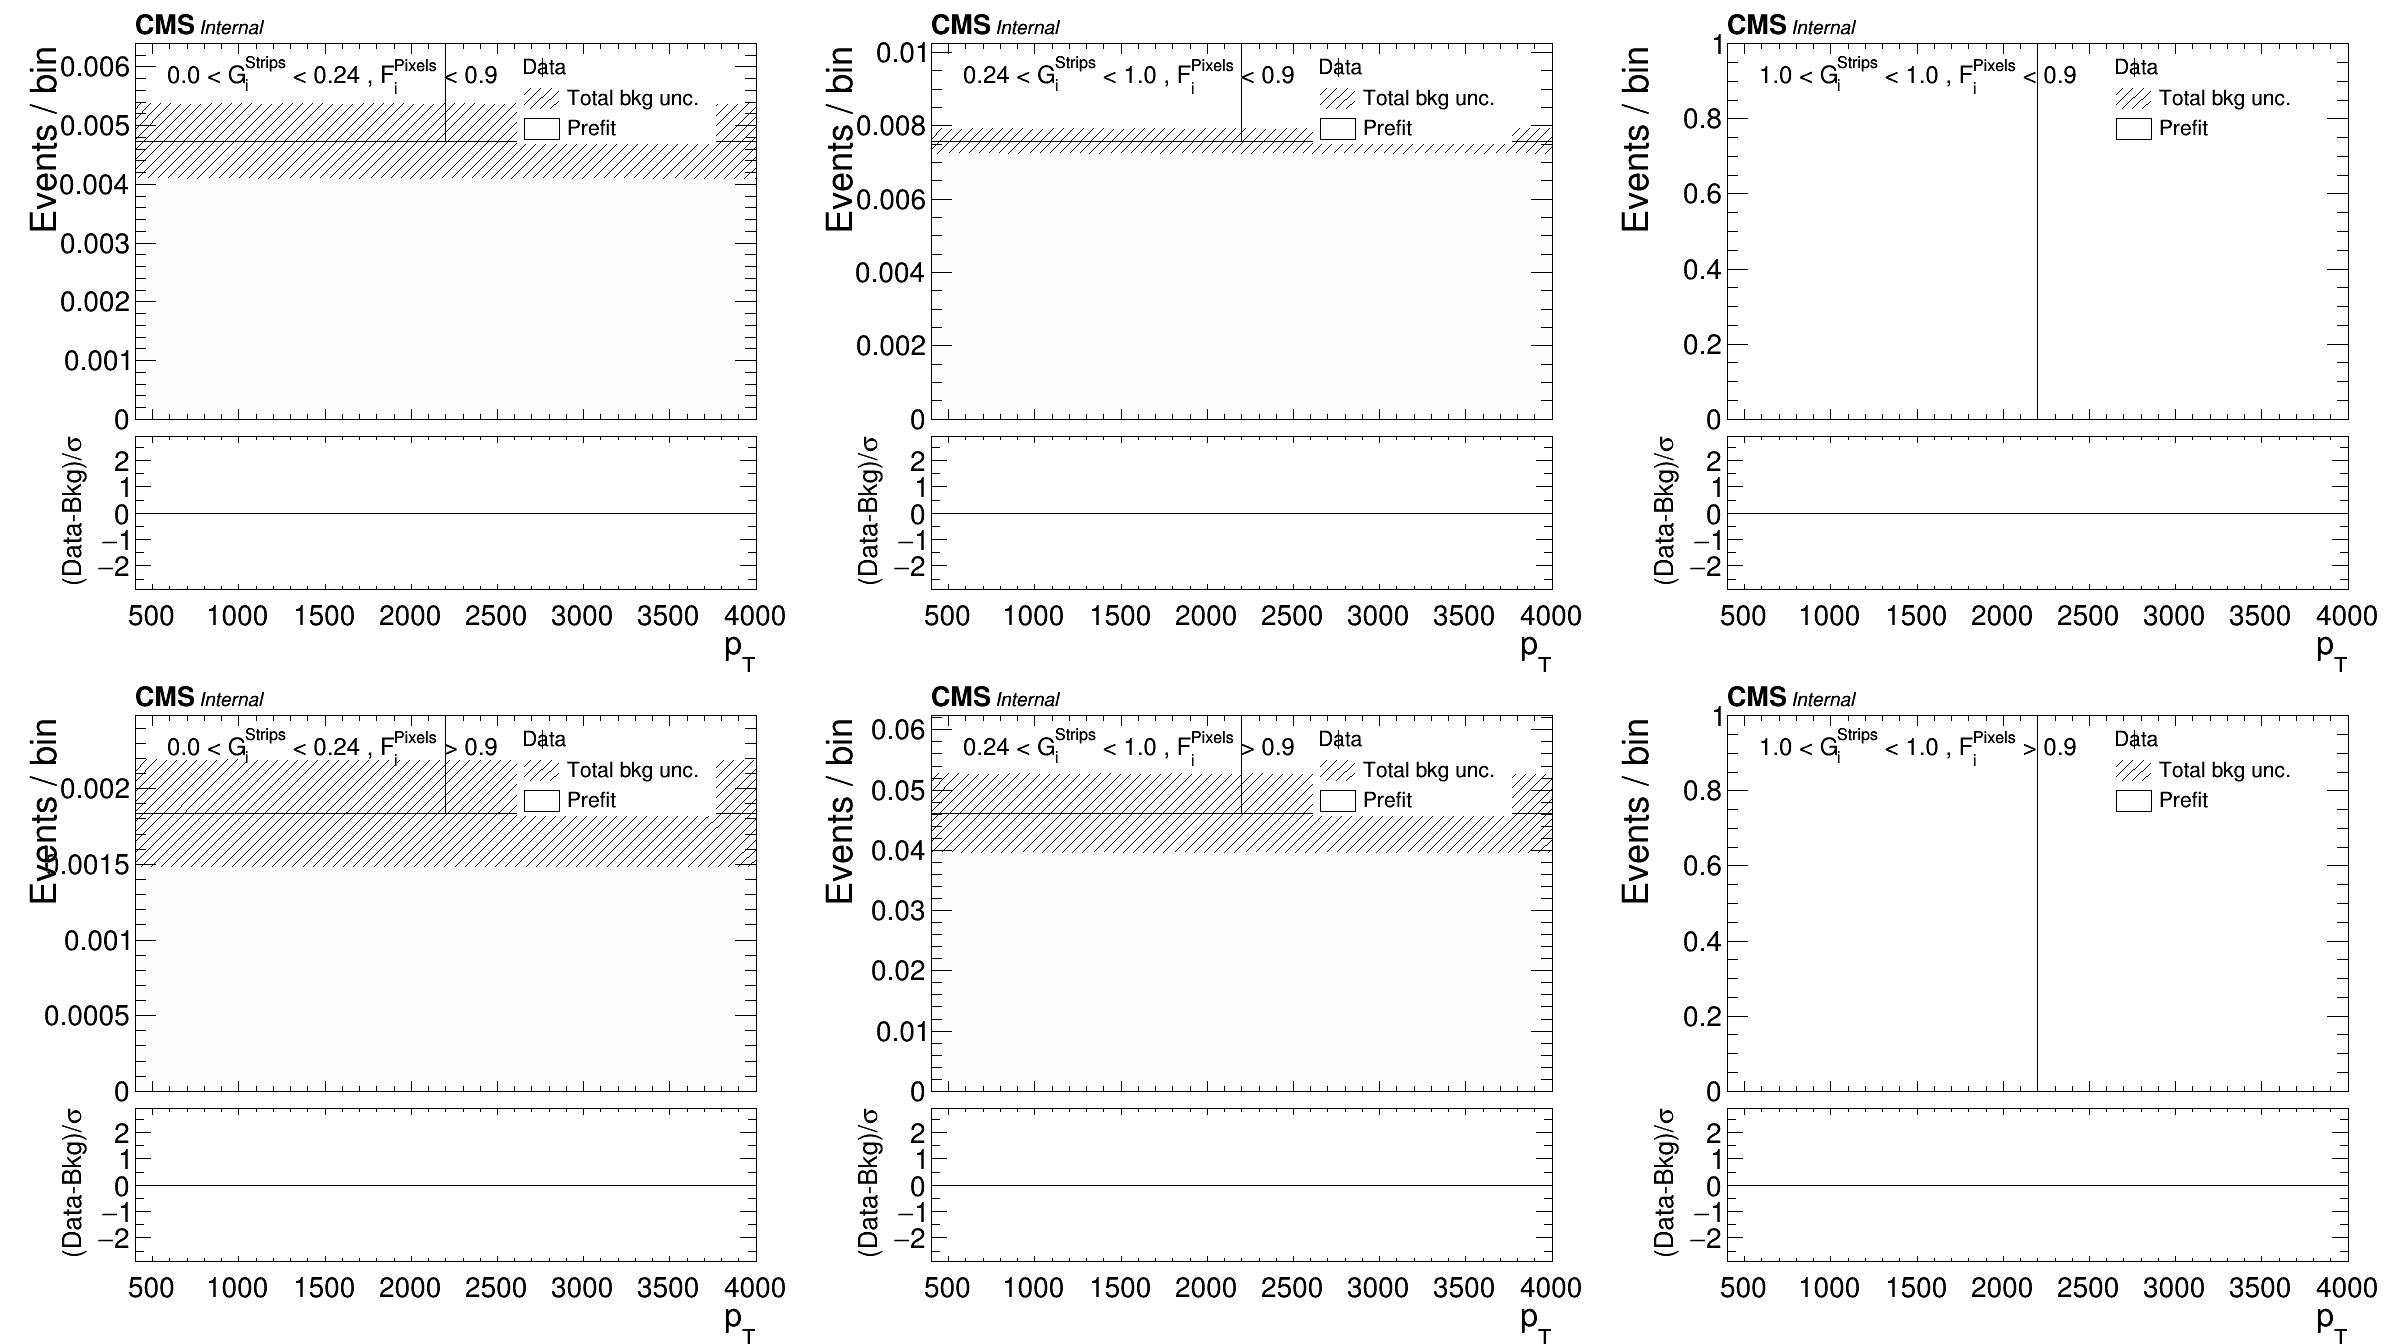 CMS Internal
Events / bin
0.0 < G_i^Strips < 0.24 , F_i^Pixels < 0.9
Data
Total bkg unc.
Prefit
0.006
0.005
0.004
0.003
0.002
0.001
0
(Data-Bkg)/σ
2
1
0
−1
−2
500 1000 1500 2000 2500 3000 3500 4000
p_T
CMS Internal
Events / bin
0.24 < G_i^Strips < 1.0 , F_i^Pixels < 0.9
Data
Total bkg unc.
Prefit
0.01
0.008
0.006
0.004
0.002
0
(Data-Bkg)/σ
2
1
0
−1
−2
500 1000 1500 2000 2500 3000 3500 4000
p_T
CMS Internal
Events / bin
1.0 < G_i^Strips < 1.0 , F_i^Pixels < 0.9
Data
Total bkg unc.
Prefit
1
0.8
0.6
0.4
0.2
0
(Data-Bkg)/σ
2
1
0
−1
−2
500 1000 1500 2000 2500 3000 3500 4000
p_T
CMS Internal
Events / bin
0.0 < G_i^Strips < 0.24 , F_i^Pixels > 0.9
Data
Total bkg unc.
Prefit
0.002
0.0015
0.001
0.0005
0
(Data-Bkg)/σ
2
1
0
−1
−2
500 1000 1500 2000 2500 3000 3500 4000
p_T
CMS Internal
Events / bin
0.24 < G_i^Strips < 1.0 , F_i^Pixels > 0.9
Data
Total bkg unc.
Prefit
0.06
0.05
0.04
0.03
0.02
0.01
0
(Data-Bkg)/σ
2
1
0
−1
−2
500 1000 1500 2000 2500 3000 3500 4000
p_T
CMS Internal
Events / bin
1.0 < G_i^Strips < 1.0 , F_i^Pixels > 0.9
Data
Total bkg unc.
Prefit
1
0.8
0.6
0.4
0.2
0
(Data-Bkg)/σ
2
1
0
−1
−2
500 1000 1500 2000 2500 3000 3500 4000
p_T